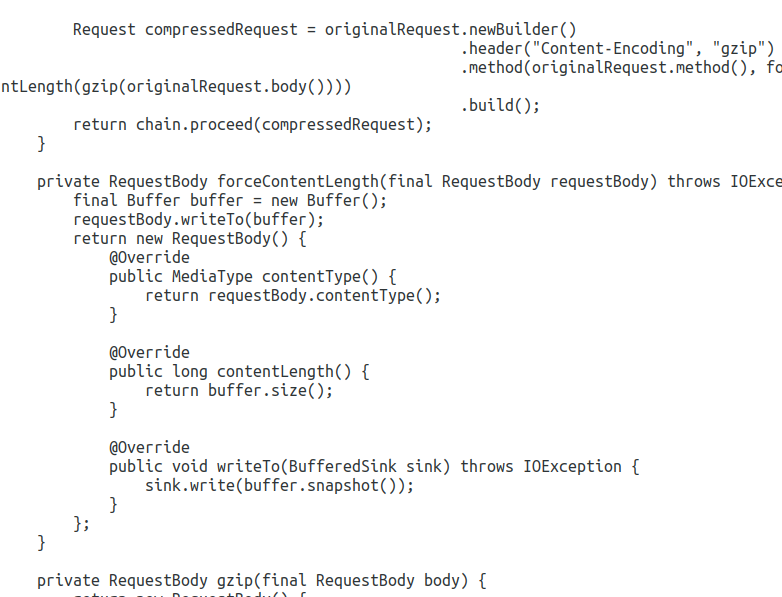 Request compressedRequest = originalRequest.newBuilder()
.header("Content-Encoding", "gzip")
.method(originalRequest.method(), fo
ntLength(gzip(originalRequest.body())))
.build();
return chain.proceed(compressedRequest);
}
private RequestBody forceContentLength(final RequestBody requestBody) throws IOExce
final Buffer buffer = new Buffer();
requestBody.writeTo(buffer);
return new RequestBody() {
@Override
public MediaType contentType() {
return requestBody.contentType();
}
@Override
public long contentLength() {
return buffer.size();
}
@Override
public void writeTo(BufferedSink sink) throws IOException {
sink.write(buffer.snapshot());
}
};
}
private RequestBody gzip(final RequestBody body) {
return new RequestBody() {